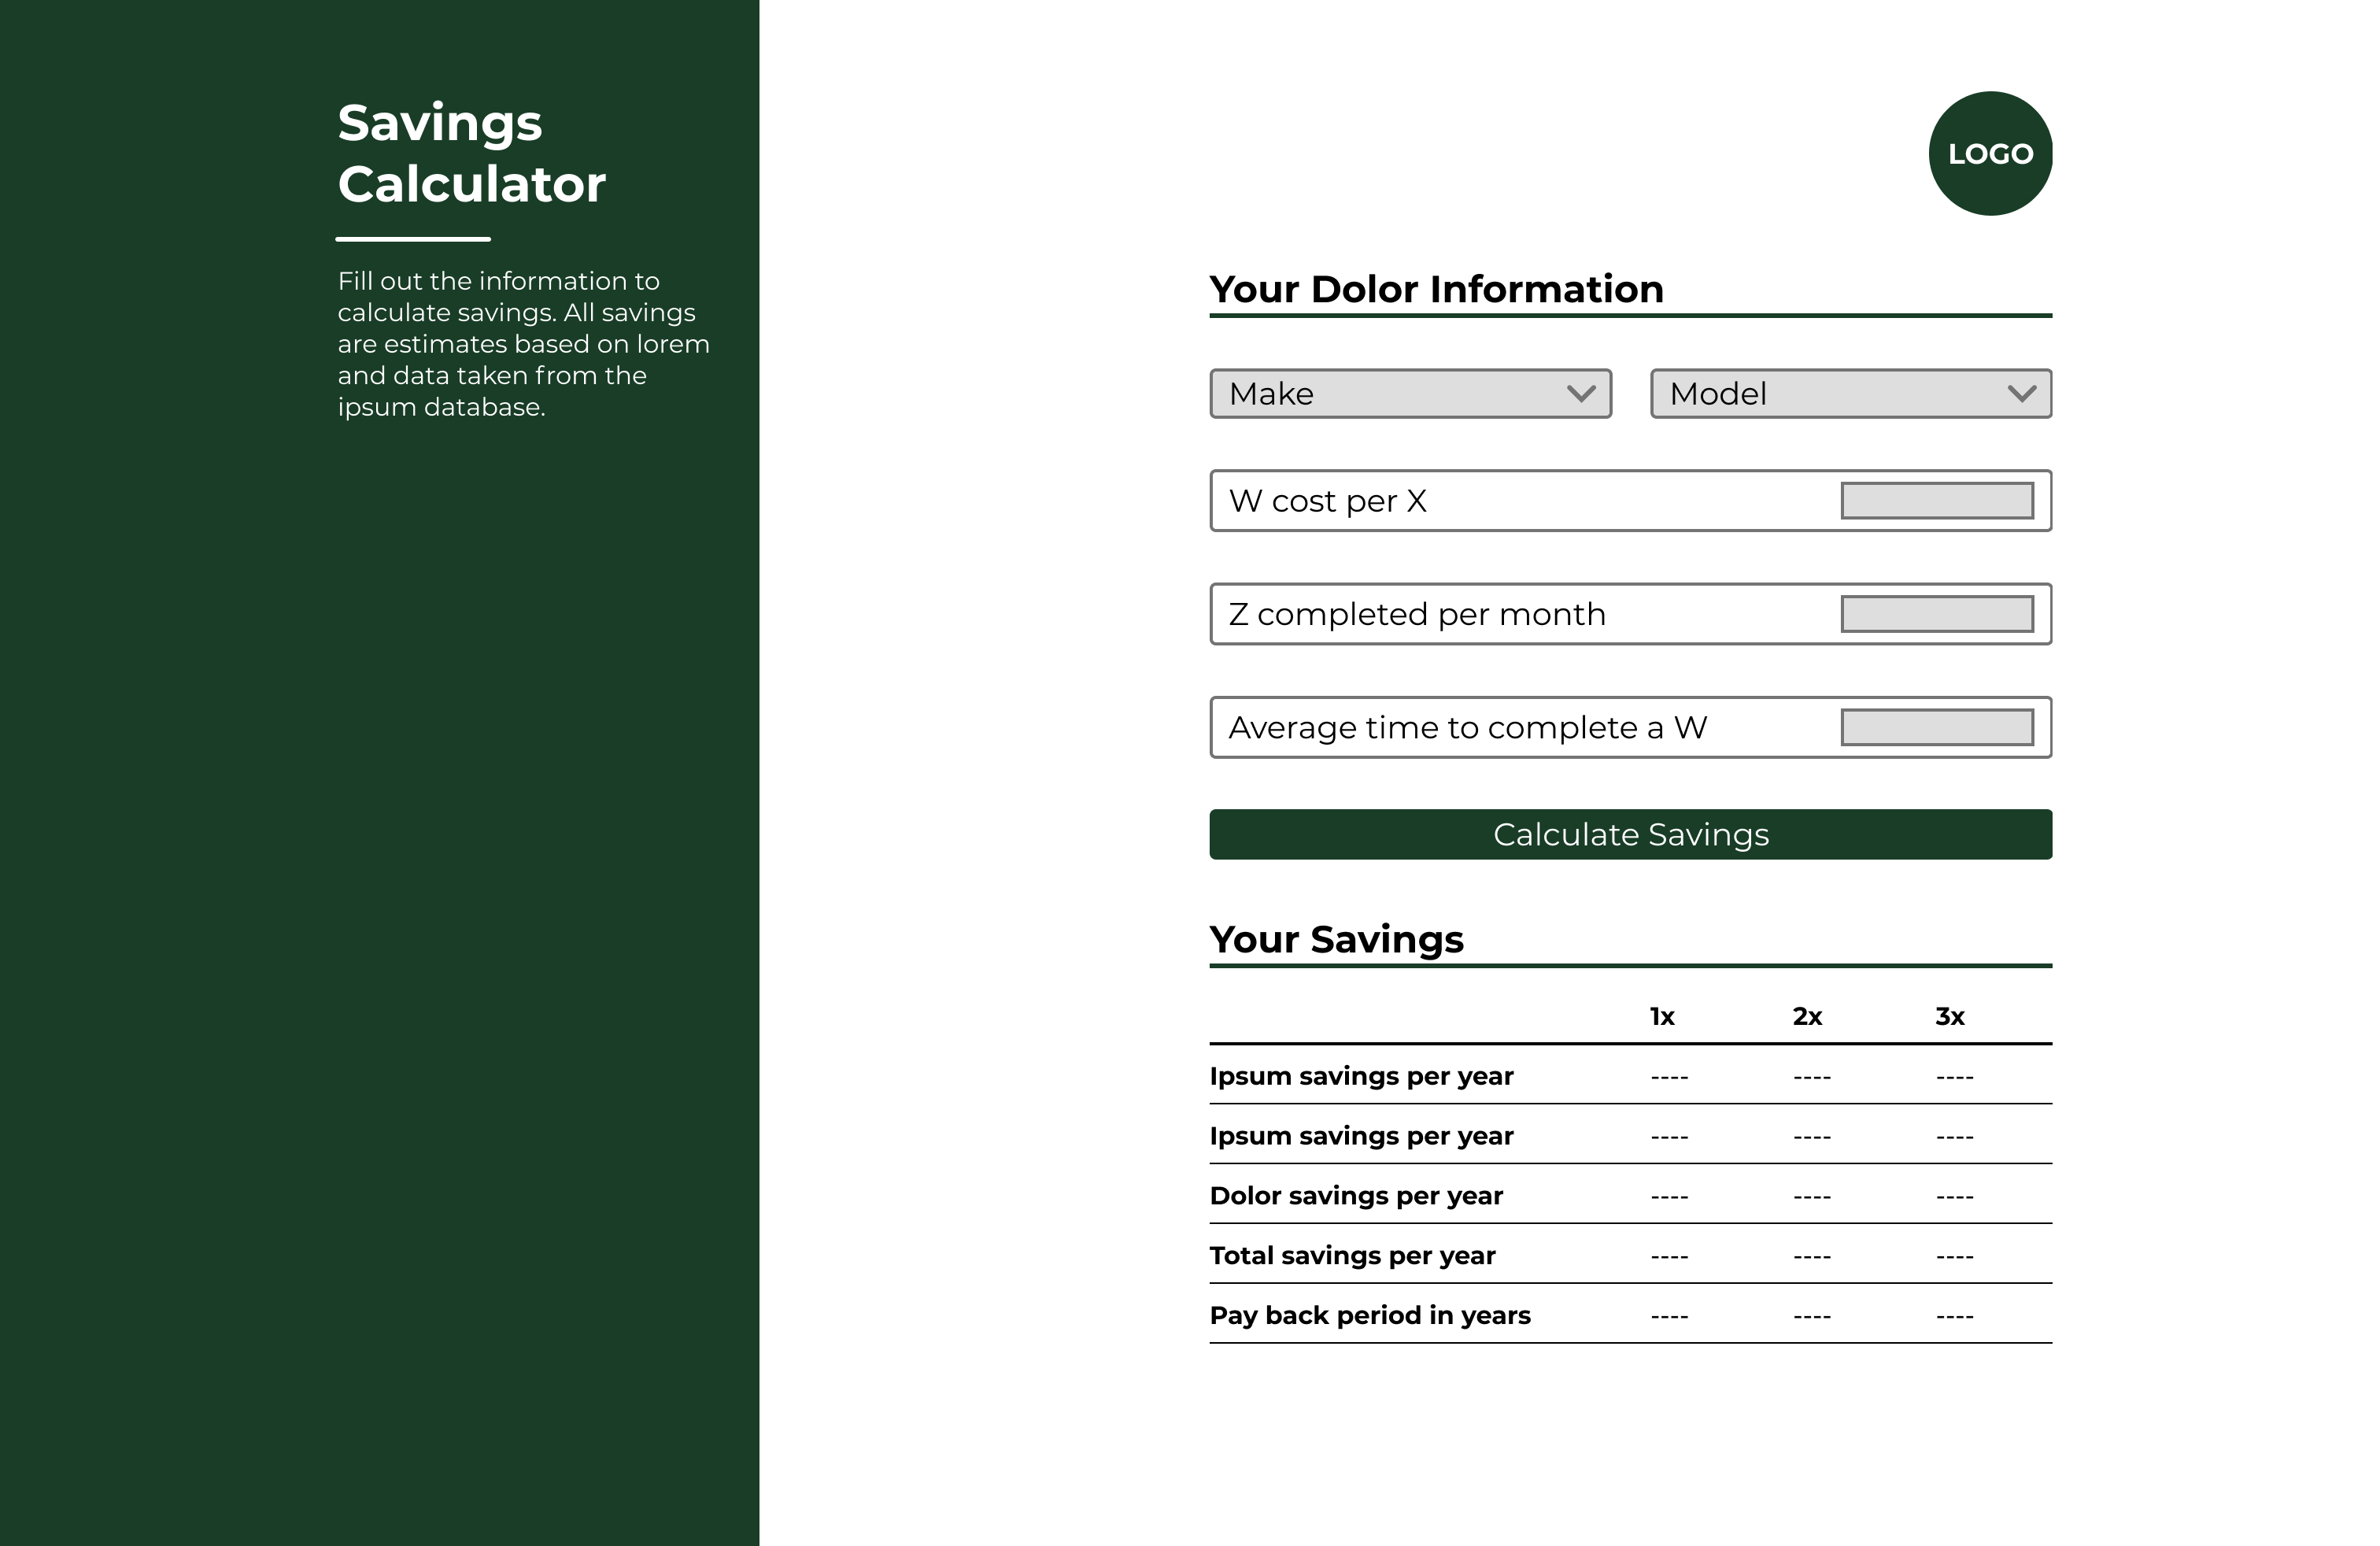 Savings
Calculator
Fill out the information to
calculate savings. All savings
are estimates based on lorem
and data taken from the
ipsum database.
LOGO
Your Dolor Information
Make
Model
W cost per X
Z completed per month
Average time to complete a W
Calculate Savings
Your Savings
1x 2x 3x
Ipsum savings per year ---- ---- ----
Ipsum savings per year ---- ---- ----
Dolor savings per year ---- ---- ----
Total savings per year ---- ---- ----
Pay back period in years ---- ---- ----